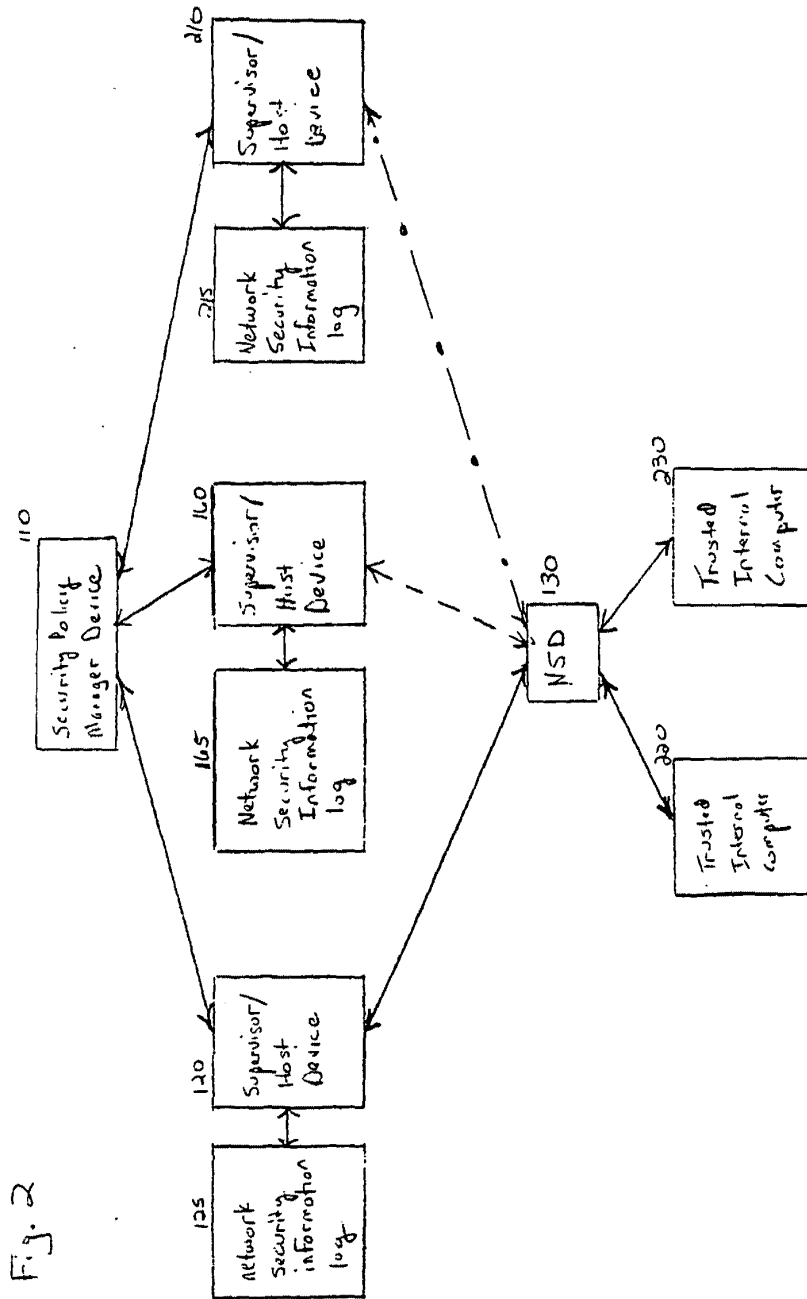 Fig. 2
110
Security Policy
Manager Device
125
network
Security
information
log
120
Supervisor/
Host
Device
165
Network
Security
Information
log
160
Supervisor/
Host
Device
215
Network
Security
Information
log
210
Supervisor/
Host
Device
NSD
130
220
Trusted
Internal
Computer
230
Trusted
Internal
Computer